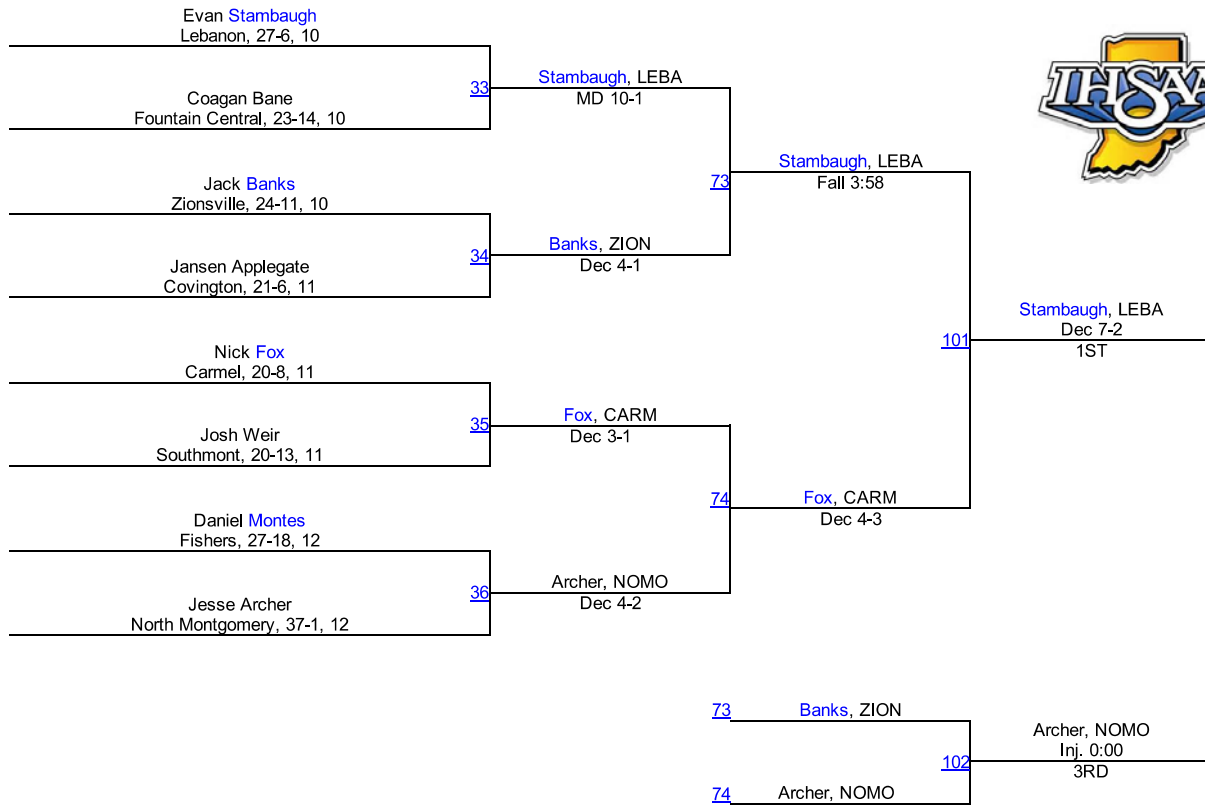 Evan Stambaugh
Lebanon, 27-6, 10
33
Stambaugh, LEBA
MD 10-1
Coagan Bane
Fountain Central, 23-14, 10
73
Stambaugh, LEBA
Fall 3:58
Jack Banks
Zionsville, 24-11, 10
34
Banks, ZION
Dec 4-1
Jansen Applegate
Covington, 21-6, 11
101
Stambaugh, LEBA
Dec 7-2
1ST
Nick Fox
Carmel, 20-8, 11
35
Fox, CARM
Dec 3-1
Josh Weir
Southmont, 20-13, 11
74
Fox, CARM
Dec 4-3
Daniel Montes
Fishers, 27-18, 12
36
Archer, NOMO
Dec 4-2
Jesse Archer
North Montgomery, 37-1, 12
73
Banks, ZION
102
Archer, NOMO
Inj. 0:00
3RD
74
Archer, NOMO
IHSAA